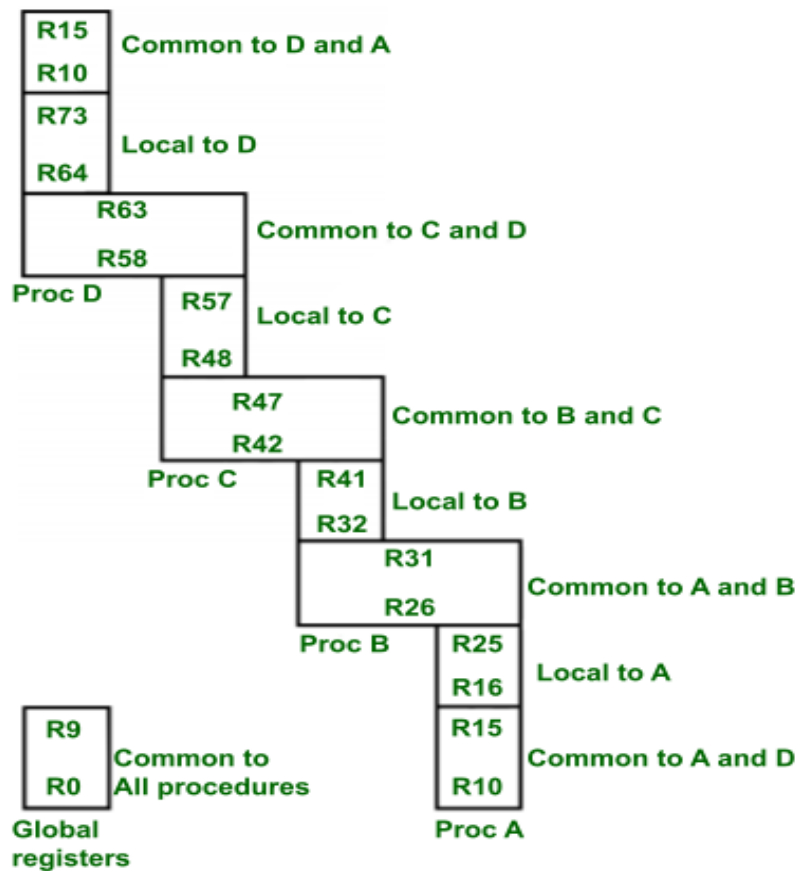 R15
Common to D and A
R10
R73
Local to D
R64
R63
Common to C and D
R58
Proc D
R57
Local to C
R48
R47
Common to B and C
R42
Proc C
R41
Local to B
R32
R31
Common to A and B
R26
Proc B
R25
Local to A
R16
R15
Common to A and D
R10
Proc A
R9
Common to
All procedures
R0
Global
registers